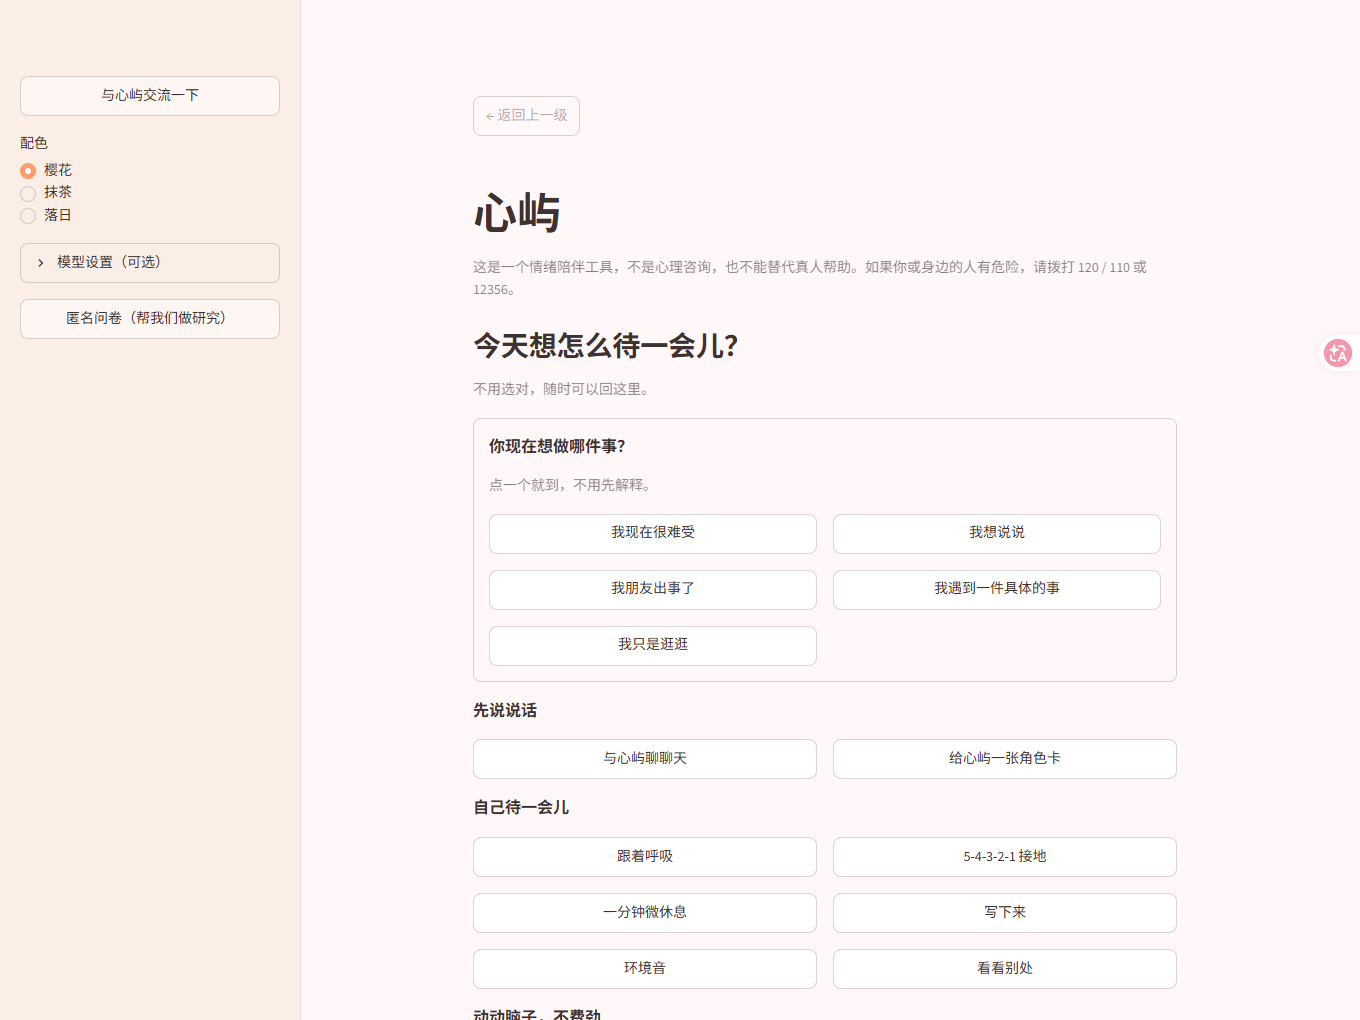 与心屿交流一下
配色
樱花
抹茶
落日
模型设置（可选）
匿名问卷（帮我们做研究）
← 返回上一级
心屿
这是一个情绪陪伴工具，不是心理咨询，也不能替代真人帮助。如果你或身边的人有危险，请拨打 120 / 110 或
12356。
今天想怎么待一会儿？
不用选对，随时可以回这里。
你现在想做哪件事？
点一个就到，不用先解释。
我现在很难受
我想说说
我朋友出事了
我遇到一件具体的事
我只是逛逛
先说说话
与心屿聊聊天
给心屿一张角色卡
自己待一会儿
跟着呼吸
5-4-3-2-1 接地
一分钟微休息
写下来
环境音
看看别处
动动脑子，不费劲